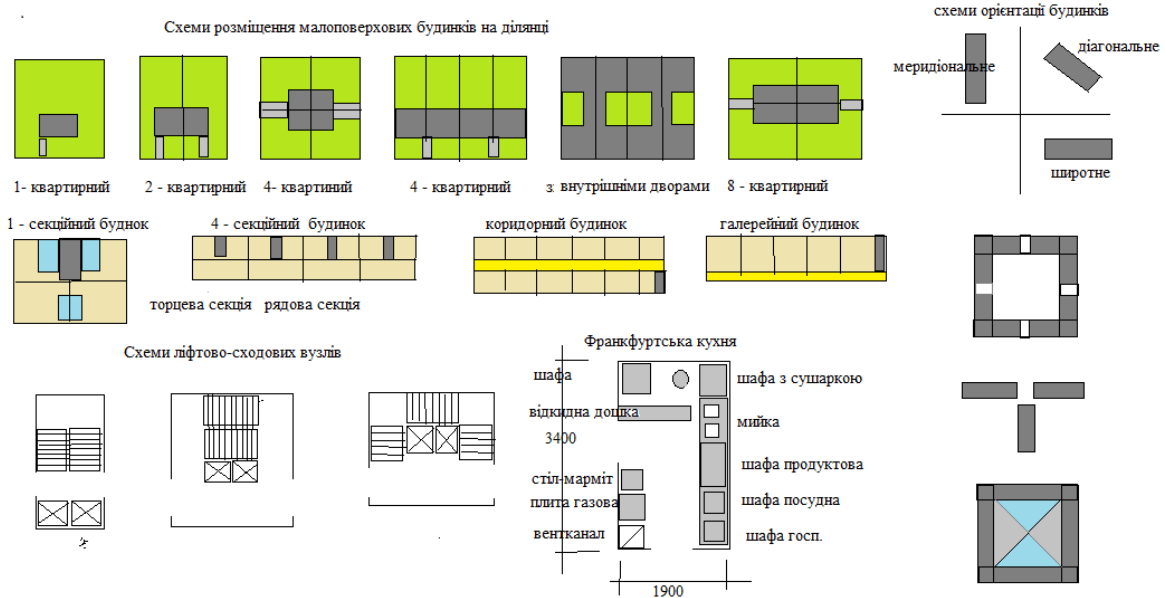 Схеми розміщення малоповерхових будинків на ділянці
схеми орієнтації будинків
меридіональне
діагональне
широтне
1- квартирний
2 - квартирний
4- квартиний
4 - квартирний
з внутрішніми дворами
8 - квартирний
1 - секційний буднок
4 - секційний будинок
коридорний будинок
галерейний будинок
торцева секція рядова секція
Схеми ліфтово-сходових вузлів
Франкфуртська кухня
шафа
шафа з сушаркою
відкидна дошка
мийка
3400
шафа продуктова
стіл-марміт
плита газова
шафа посудна
вентканал
шафа госп.
1900